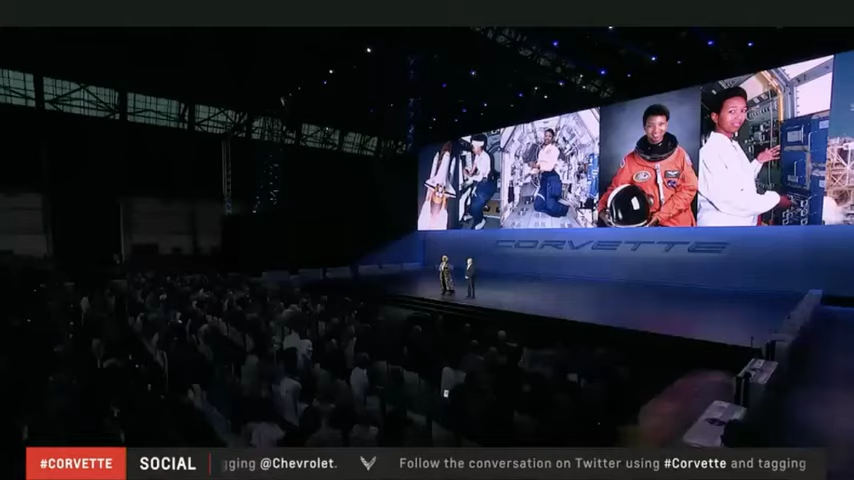 CORVETTE
#CORVETTE SOCIAL gging @Chevrolet. Follow the conversation on Twitter using #Corvette and tagging